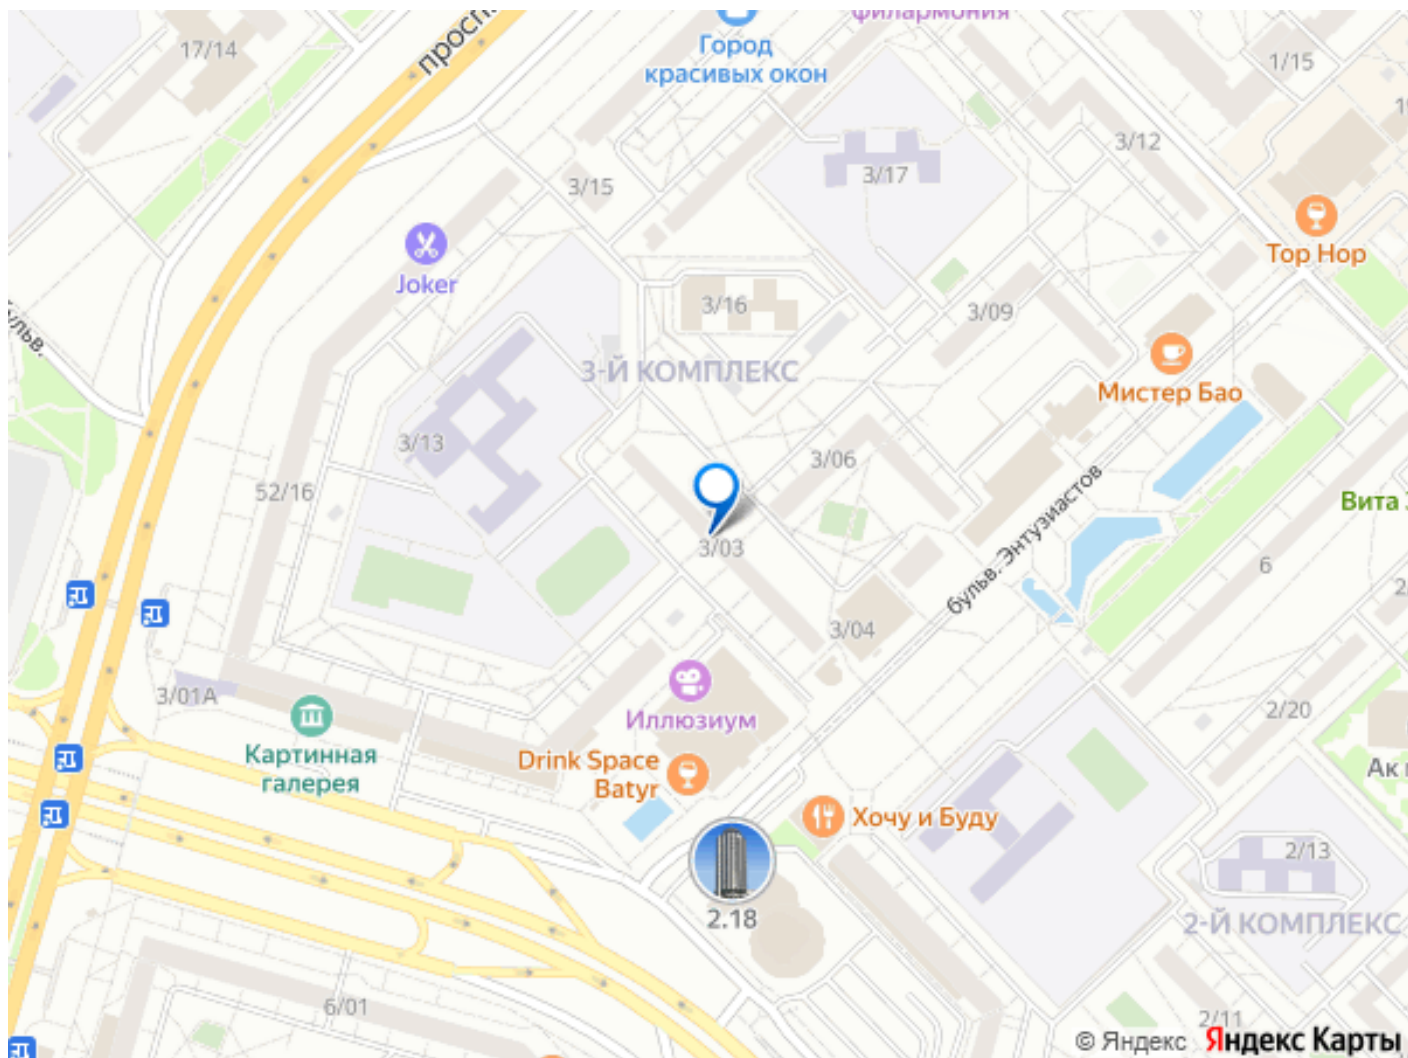 17/14
просп
филармония
Город
красивых окон
1/15
3/12
3/15
3/17
Joker
Top Hop
ульв.
3/16
3/09
3-Й КОМПЛЕКС
Мистер Бао
3/13
3/06
52/16
бульв. Энтузиастов
Вита
3/03
6
3/04
3/01А
Иллюзиум
2/20
Картинная
галерея
Drink Space
Batyr
Ак
Хочу и Буду
2/13
2.18
2-Й КОМПЛЕКС
6/01
2/11
© Яндекс Яндекс Карты